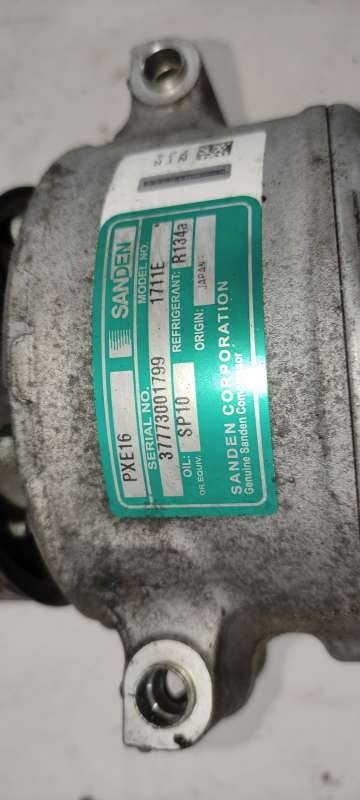 SANDEN
PXE16
MODEL NO.
SERIAL NO.
1711E
37773001799
REFRIGERANT: R134a
OIL: SP10
OR EQUIV.
ORIGIN: JAPAN
SANDEN CORPORATION
Genuine Sanden Compressor